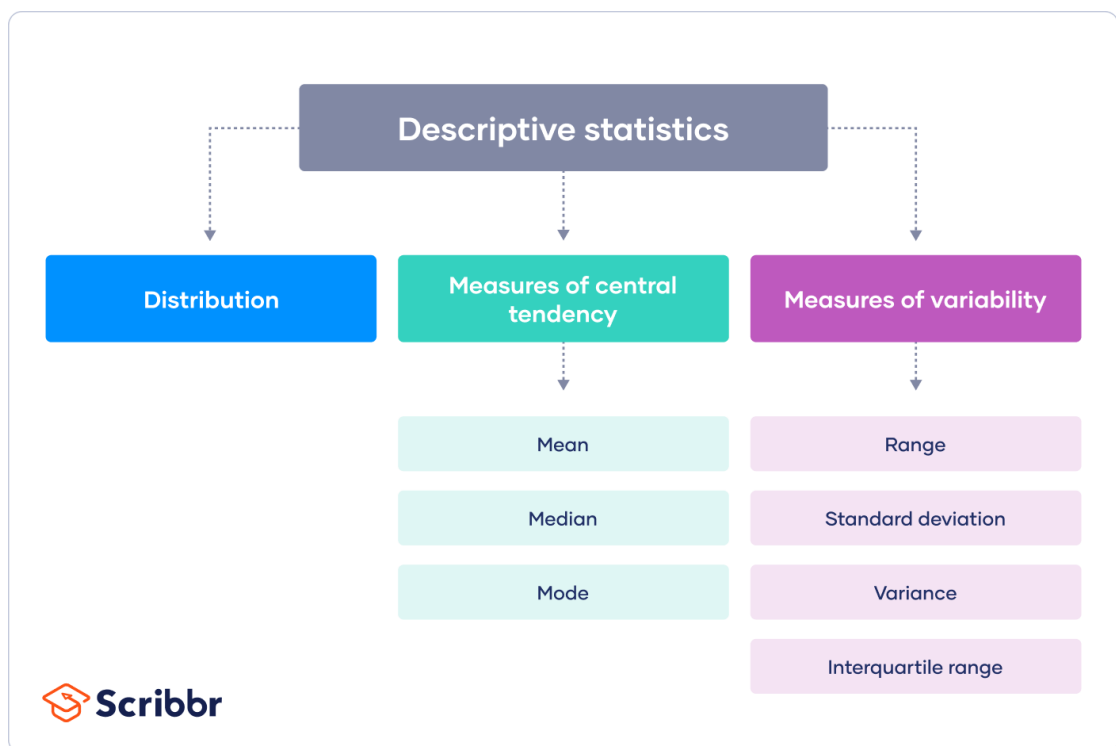 Descriptive statistics
Distribution
Measures of central
tendency
Measures of variability
Mean
Median
Mode
Range
Standard deviation
Variance
Interquartile range
Scribbr